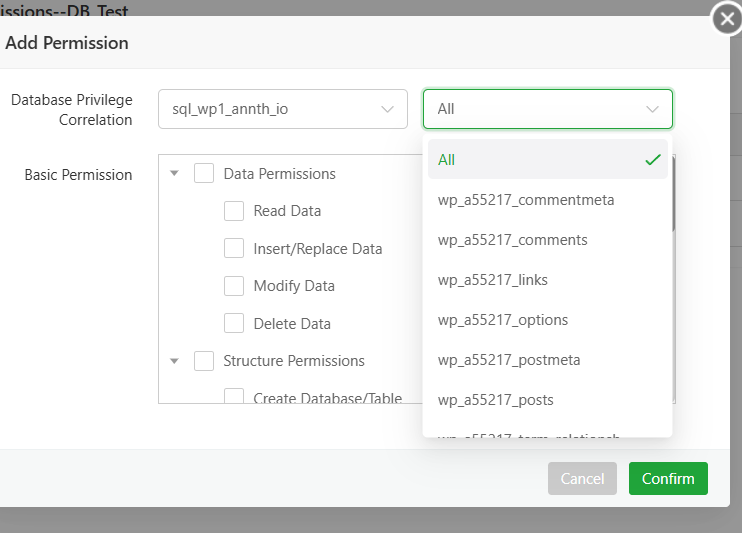 issions--DB_Test
Add Permission
Database Privilege
Correlation
sql_wp1_annth_io
All
All
wp_a55217_commentmeta
wp_a55217_comments
wp_a55217_links
wp_a55217_options
wp_a55217_postmeta
wp_a55217_posts
Basic Permission
Data Permissions
Read Data
Insert/Replace Data
Modify Data
Delete Data
Structure Permissions
Create Database/Table
Cancel
Confirm